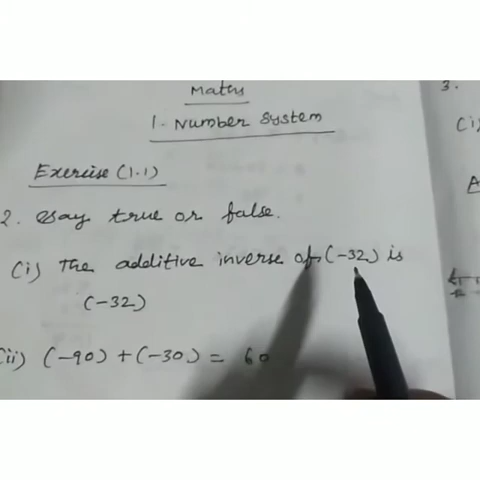 Maths
1. Number System
Exercise (1.1)
2. Say true or false.
(i) The additive inverse of (-32) is
(-32)
(ii) (-90) + (-30) = 60
3.
(i)
A